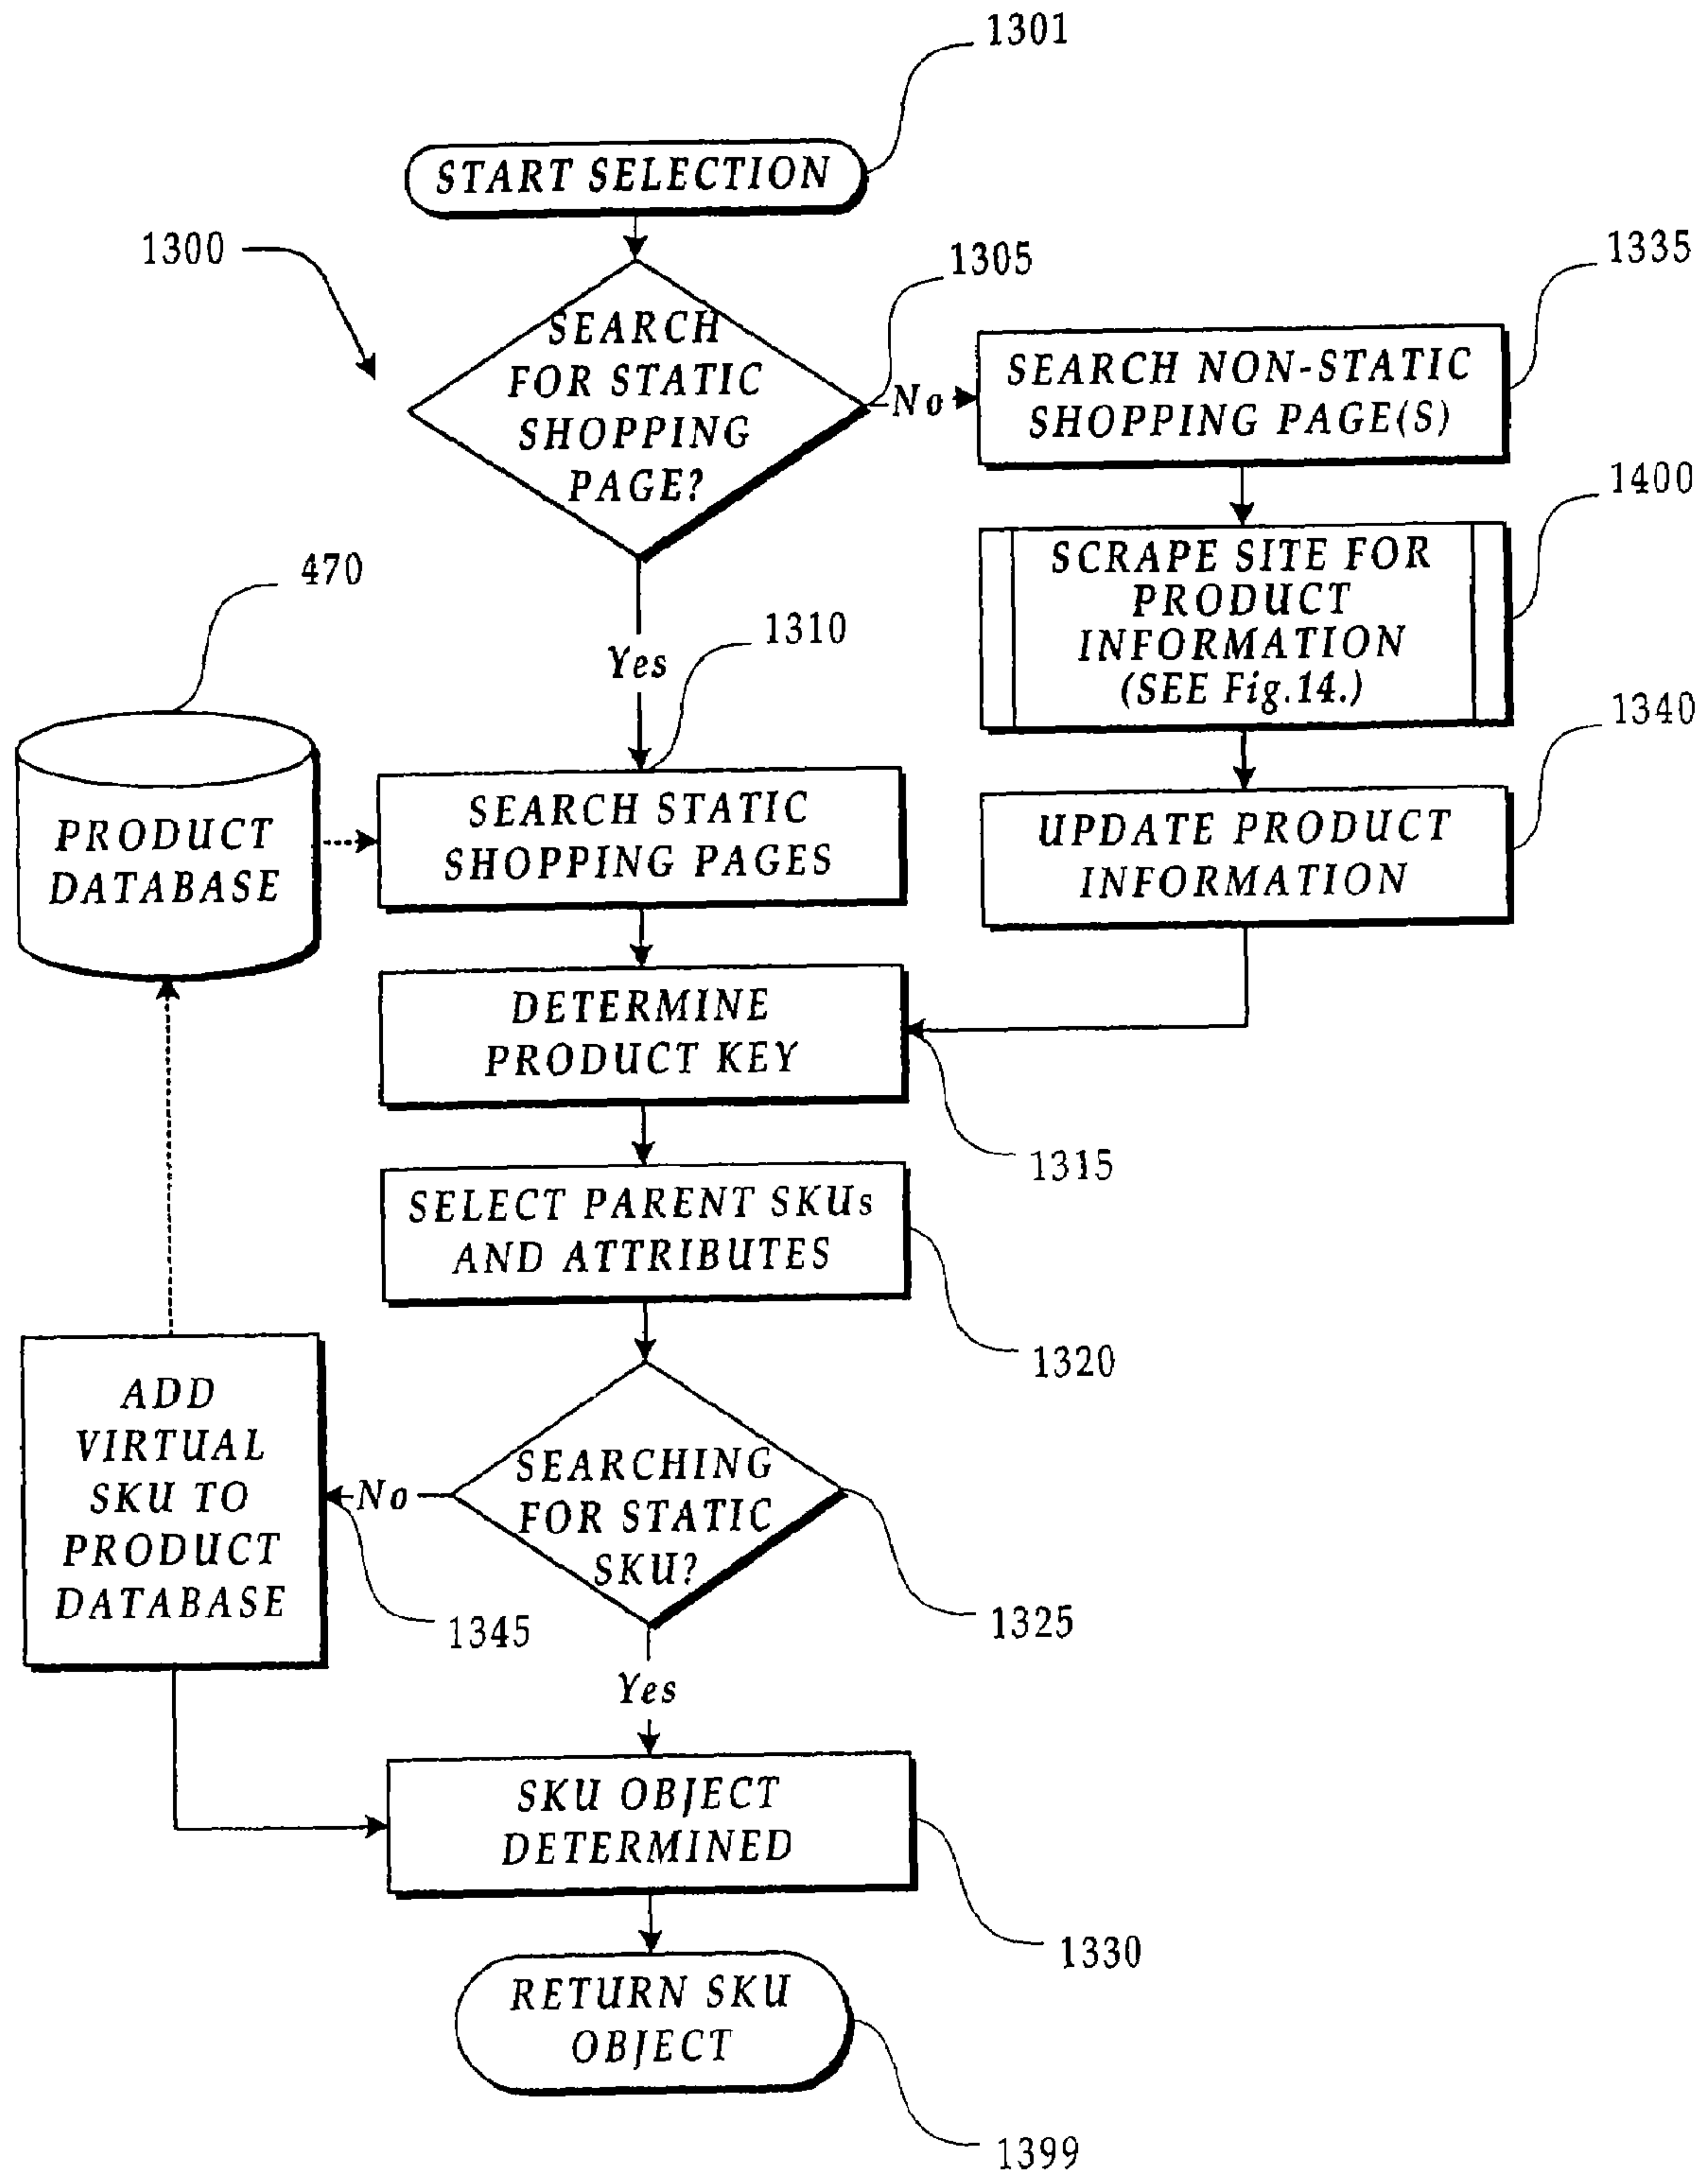 1301
START SELECTION
1300
1305
1335
SEARCH
FOR STATIC
SHOPPING
PAGE?
No
SEARCH NON-STATIC
SHOPPING PAGE(S)
1400
SCRAPE SITE FOR
PRODUCT
INFORMATION
(SEE Fig.14.)
470
Yes
1310
1340
PRODUCT
DATABASE
SEARCH STATIC
SHOPPING PAGES
UPDATE PRODUCT
INFORMATION
DETERMINE
PRODUCT KEY
1315
SELECT PARENT SKUs
AND ATTRIBUTES
1320
ADD
VIRTUAL
SKU TO
PRODUCT
DATABASE
No
SEARCHING
FOR STATIC
SKU?
1345
1325
Yes
SKU OBJECT
DETERMINED
1330
RETURN SKU
OBJECT
1399